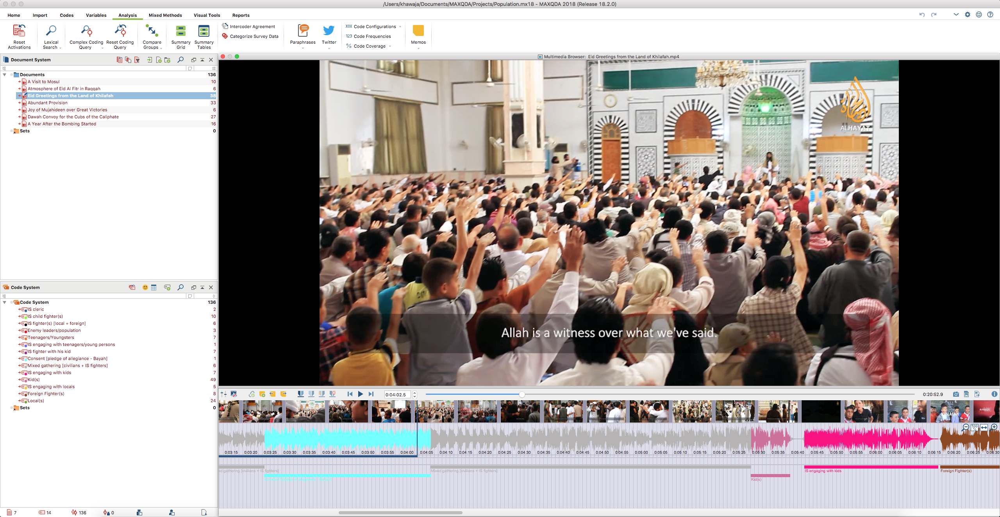 /Users/khawaja/Documents/MAXQDA/Projects/Population.mx18 - MAXQDA 2018 (Release 18.2.0)
Home Import Codes Variables Analysis Mixed Methods Visual Tools Reports
Reset Activations
Lexical Search
Complex Coding Query
Reset Coding Query
Compare Groups
Summary Grid
Summary Tables
Intercoder Agreement
Categorize Survey Data
Paraphrases
Twitter
XOX Code Configurations
123 Code Frequencies
% Code Coverage
Memos
Document System
Documents 136
A Visit to Mosul 10
Atmosphere of Eid Al Fitr in Raqqah 6
Eid Greetings from the Land of Khilafah 38
Abundant Provision 33
Joy of Mujahideen over Great Victories 6
Dawah Convoy for the Cubs of the Caliphate 27
A Year After the Bombing Started 16
Sets 0
Code System
Code System 136
IS cleric 2
IS child fighter(s) 10
IS fighter(s) [local + foreign] 6
Enemy leaders/population 3
Teenagers/Youngsters 7
IS engaging with teenagers/young persons 1
IS fighter with his kid 7
Consent [pledge of allegiance - Bayah] 1
Mixed gathering [civilians + IS fighters] 6
IS engaging with kids 7
Kid(s) 49
IS engaging with locals 5
Foreign Fighter(s) 8
Local(s) 24
Sets 0
7 14 136 0
Multimedia Browser: Eid Greetings from the Land of Khilafah.mp4
ALHAYAT
Allah is a witness over what we've said.
0:04:02.5 0:20:52.9
0:03:15 0:03:20 0:03:25 0:03:30 0:03:35 0:03:40 0:03:45 0:03:50 0:03:55 0:04:00 0:04:05 0:04:10 0:04:15 0:04:20 0:04:25 0:04:30 0:04:35 0:04:40 0:04:45 0:04:50 0:04:55 0:05:00 0:05:05 0:05:10 0:05:15 0:05:20 0:05:25 0:05:30 0:05:35 0:05:40 0:05:45 0:05:50 0:05:55 0:06:00 0:06:05 0:06:10 0:06:15 0:06:20 0:06:25 0:06:30
ed gathering [civilians + IS fighters] Mixed gathering [civilians + IS fighters] IS engaging with kids Foreign Fighter(s)
Consent [pledge of allegiance - Bayah] Kid(s)